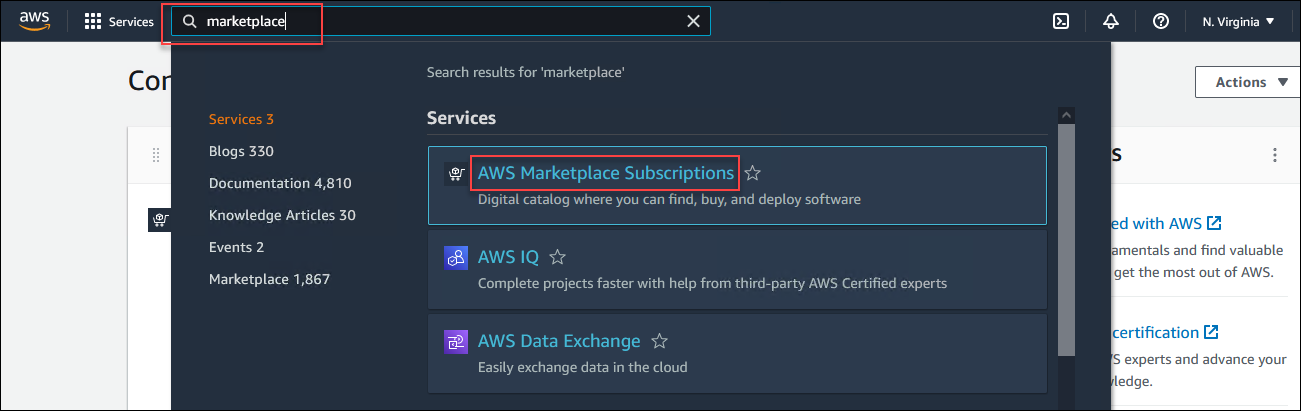 aws
Services
marketplace
N. Virginia
Con
Actions
Search results for 'marketplace'
Services 3
Blogs 330
Documentation 4,810
Knowledge Articles 30
Events 2
Marketplace 1,867
Services
AWS Marketplace Subscriptions
Digital catalog where you can find, buy, and deploy software
AWS IQ
Complete projects faster with help from third-party AWS Certified experts
AWS Data Exchange
Easily exchange data in the cloud
S
ed with AWS
amentals and find valuable
get the most out of AWS.
certification
S experts and advance your
wledge.